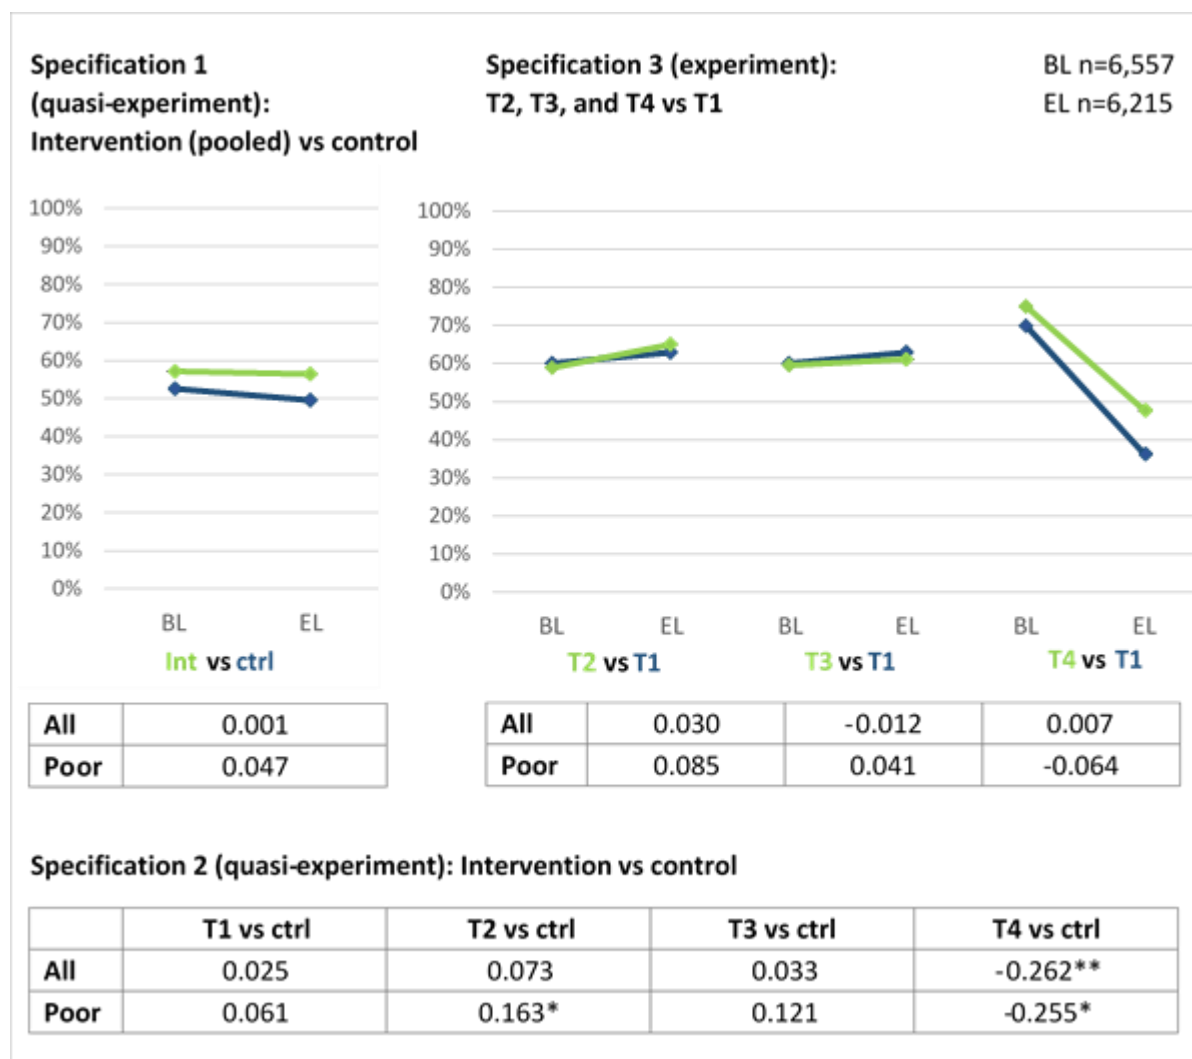 Specification 1
(quasi-experiment):
Intervention (pooled) vs control
Specification 3 (experiment):
T2, T3, and T4 vs T1
BL n=6,557
EL n=6,215
100%
90%
80%
70%
60%
50%
40%
30%
20%
10%
0%
BL EL
Int vs ctrl
100%
90%
80%
70%
60%
50%
40%
30%
20%
10%
0%
BL EL BL EL BL EL
T2 vs T1 T3 vs T1 T4 vs T1
All 0.001
Poor 0.047
All 0.030 -0.012 0.007
Poor 0.085 0.041 -0.064
Specification 2 (quasi-experiment): Intervention vs control
T1 vs ctrl T2 vs ctrl T3 vs ctrl T4 vs ctrl
All 0.025 0.073 0.033 -0.262**
Poor 0.061 0.163* 0.121 -0.255*